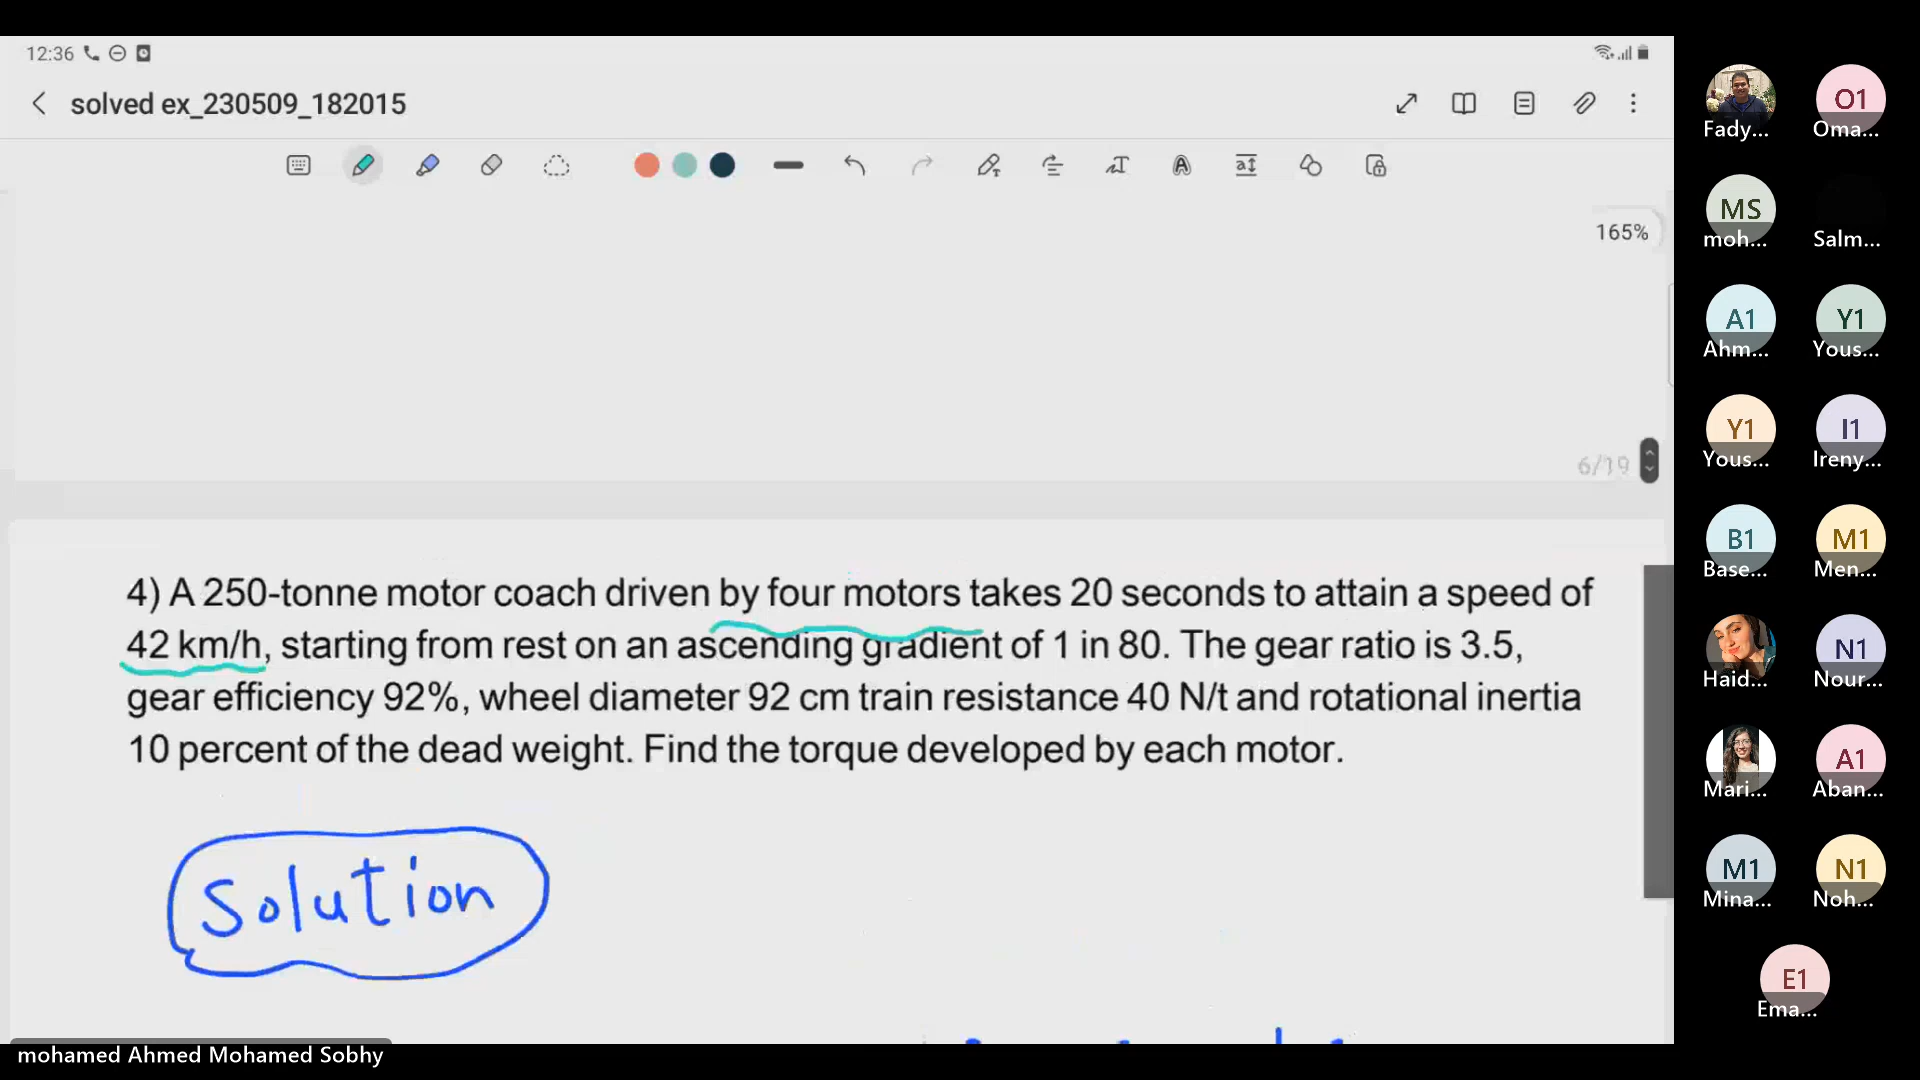 12:36
solved ex_230509_182015
165%
6/19
4) A 250-tonne motor coach driven by four motors takes 20 seconds to attain a speed of
42 km/h, starting from rest on an ascending gradient of 1 in 80. The gear ratio is 3.5,
gear efficiency 92%, wheel diameter 92 cm train resistance 40 N/t and rotational inertia
10 percent of the dead weight. Find the torque developed by each motor.
Solution
mohamed Ahmed Mohamed Sobhy
Fady...
O1
Oma...
MS
moh...
Salm...
A1
Ahm...
Y1
Yous...
Y1
Yous...
I1
Ireny...
B1
Base...
M1
Men...
Haid...
N1
Nour...
Mari...
A1
Aban...
M1
Mina...
N1
Noh...
E1
Ema...